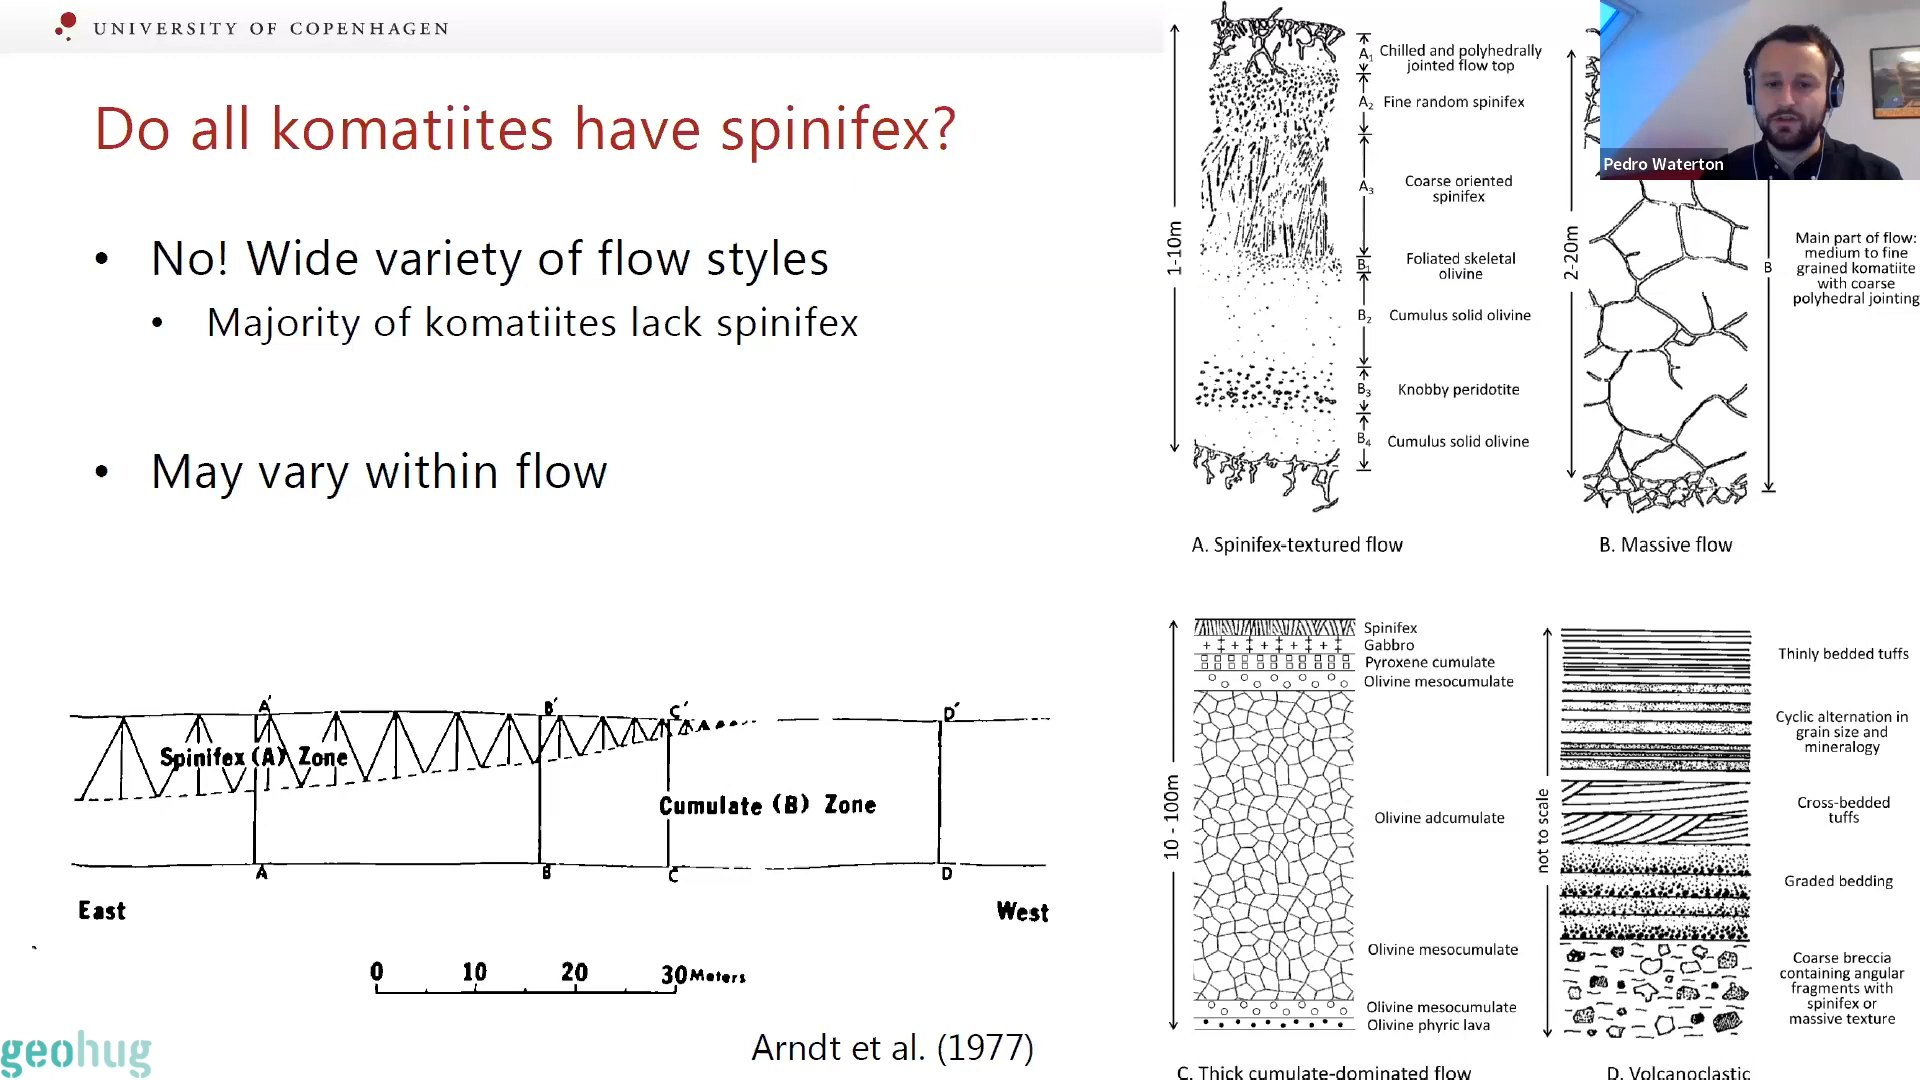 UNIVERSITY OF COPENHAGEN
Do all komatiites have spinifex?
• No! Wide variety of flow styles
• Majority of komatiites lack spinifex
• May vary within flow
A' B' C' D'
Spinifex (A) Zone
Cumulate (B) Zone
A B C D
East West
0 10 20 30 Meters
Arndt et al. (1977)
geohug
1-10m
A1 Chilled and polyhedrally
jointed flow top
A2 Fine random spinifex
A3 Coarse oriented
spinifex
B1 Foliated skeletal
olivine
B2 Cumulus solid olivine
B3 Knobby peridotite
B4 Cumulus solid olivine
A. Spinifex-textured flow
Pedro Waterton
2-20m
B
Main part of flow:
medium to fine
grained komatiite
with coarse
polyhedral jointing
B. Massive flow
10 - 100m
Spinifex
Gabbro
Pyroxene cumulate
Olivine mesocumulate
Olivine adcumulate
Olivine mesocumulate
Olivine mesocumulate
Olivine phyric lava
C. Thick cumulate-dominated flow
not to scale
Thinly bedded tuffs
Cyclic alternation in
grain size and
mineralogy
Cross-bedded
tuffs
Graded bedding
Coarse breccia
containing angular
fragments with
spinifex or
massive texture
D. Volcanoclastic